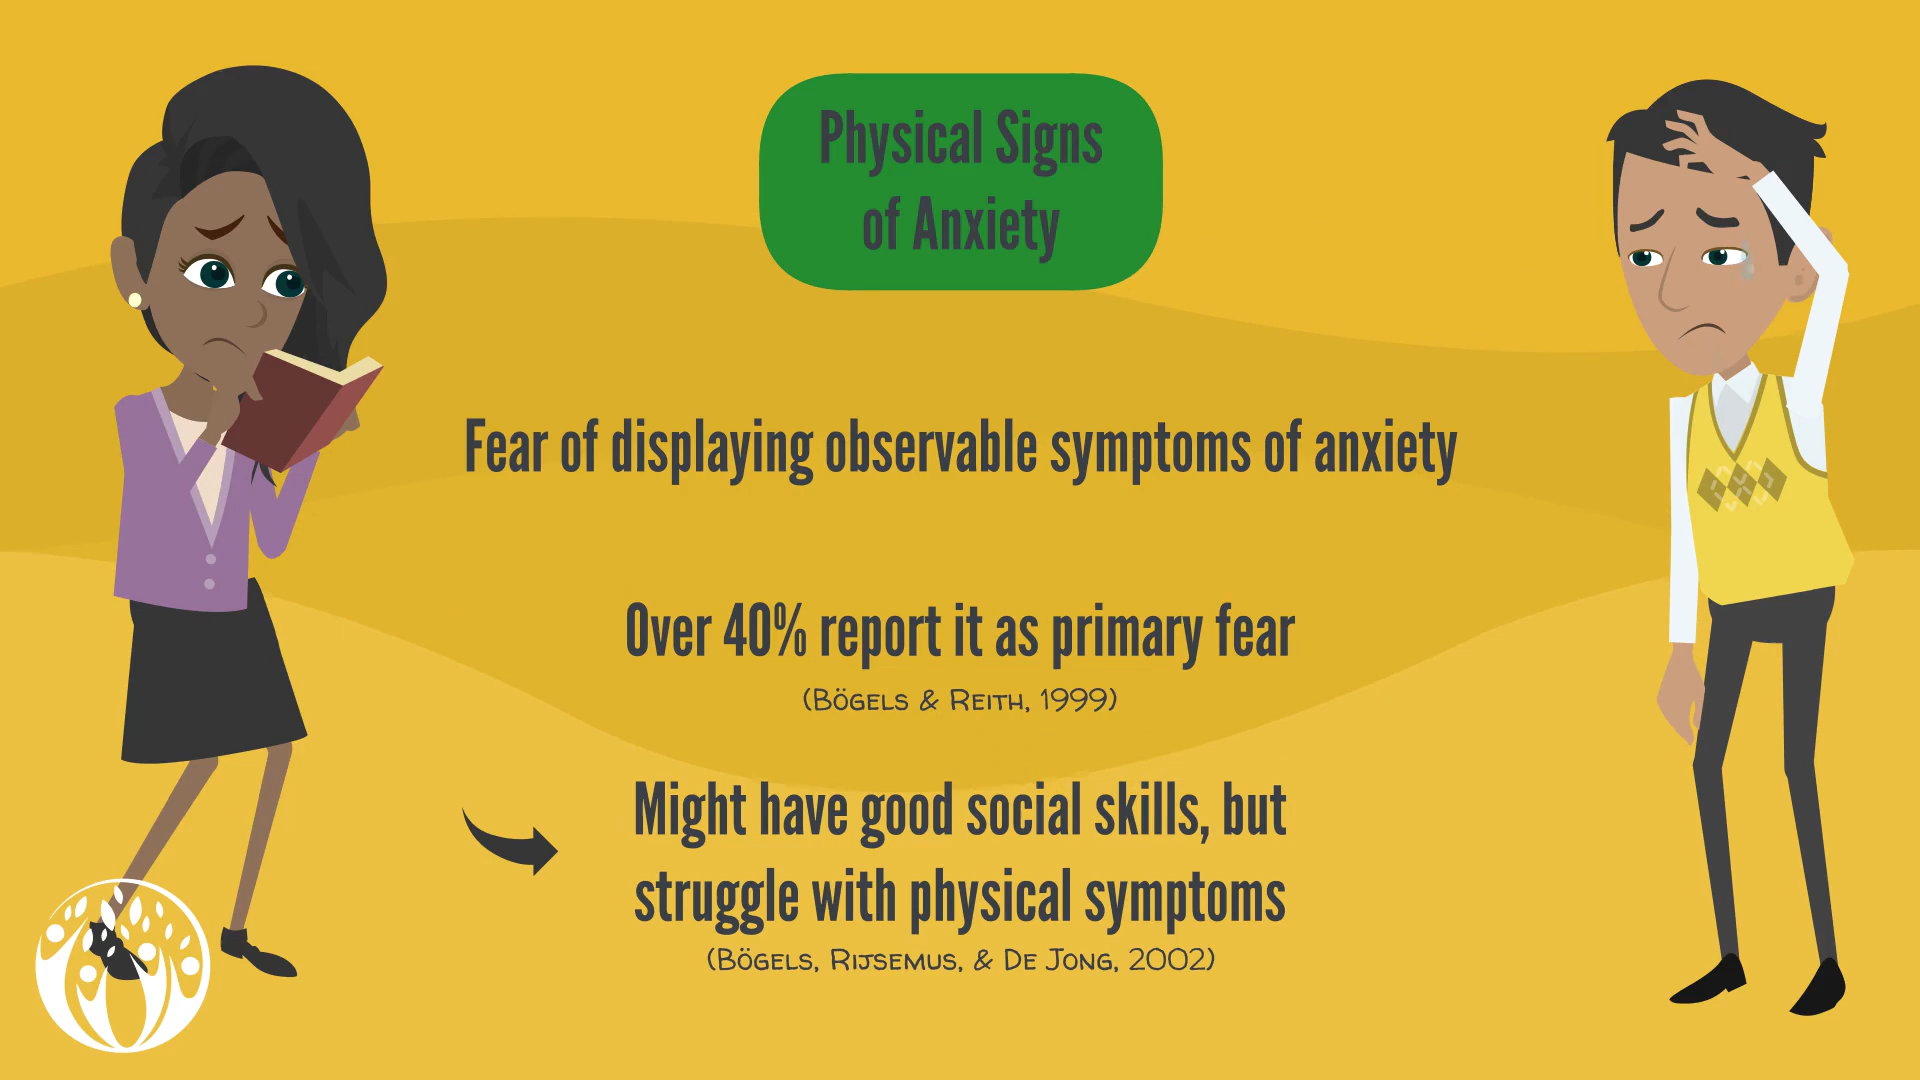 Physical Signs
of Anxiety
Fear of displaying observable symptoms of anxiety
Over 40% report it as primary fear
(Bögels & Reith, 1999)
Might have good social skills, but
struggle with physical symptoms
(Bögels, Rijsemus, & De Jong, 2002)